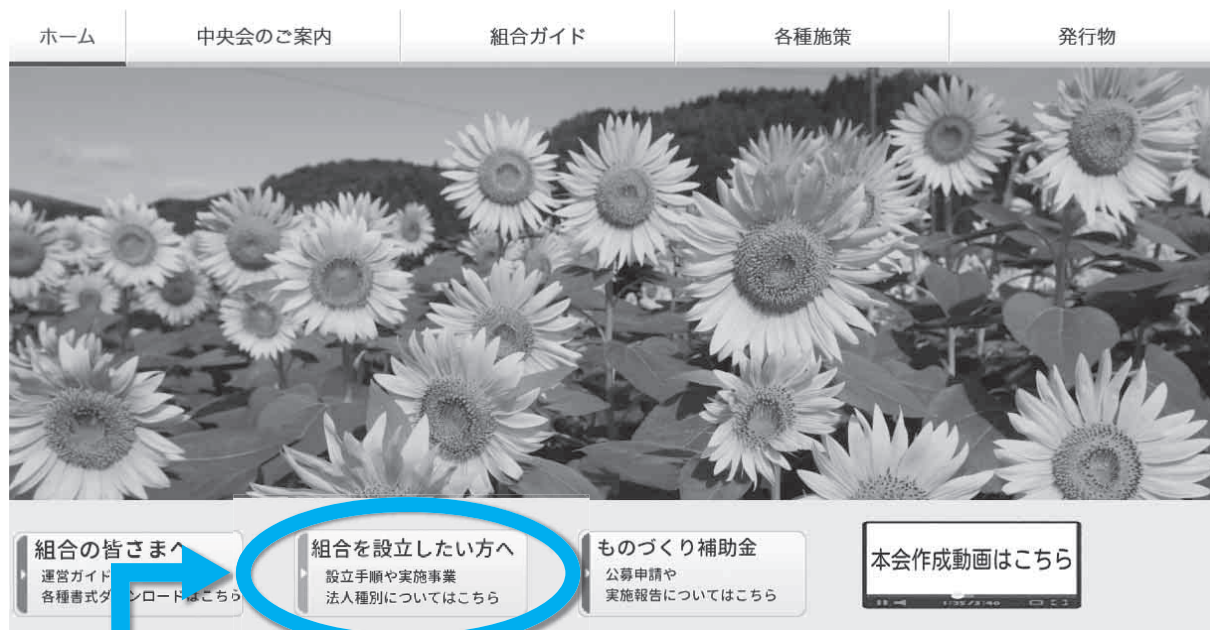 ホーム
中央会のご案内
組合ガイド
各種施策
発行物
組合の皆さまへ
運営ガイド
各種書式ダウンロードはこちら
組合を設立したい方へ
設立手順や実施事業
法人種別についてはこちら
ものづくり補助金
公募申請や
実施報告についてはこちら
本会作成動画はこちら